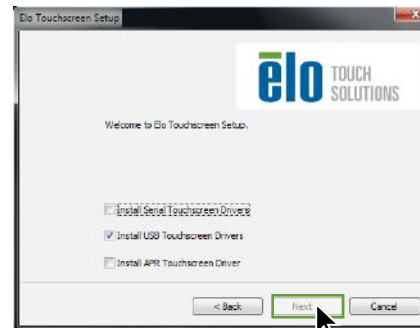 Elo Touchscreen Setup
elo TOUCH
SOLUTIONS
Welcome to Elo Touchscreen Setup.
Install Serial Touchscreen Drivers
Install USB Touchscreen Drivers
Install APR Touchscreen Driver
< Back Next Cancel